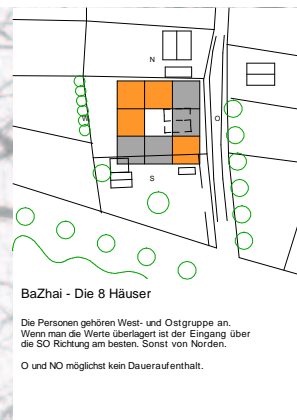 N
W
O
S
BaZhai - Die 8 Häuser
Die Personen gehören West- und Ostgruppe an.
Wenn man die Werte überlagert ist der Eingang über
die SO Richtung am besten. Sonst von Norden.
O und NO möglichst kein Daueraufenthalt.